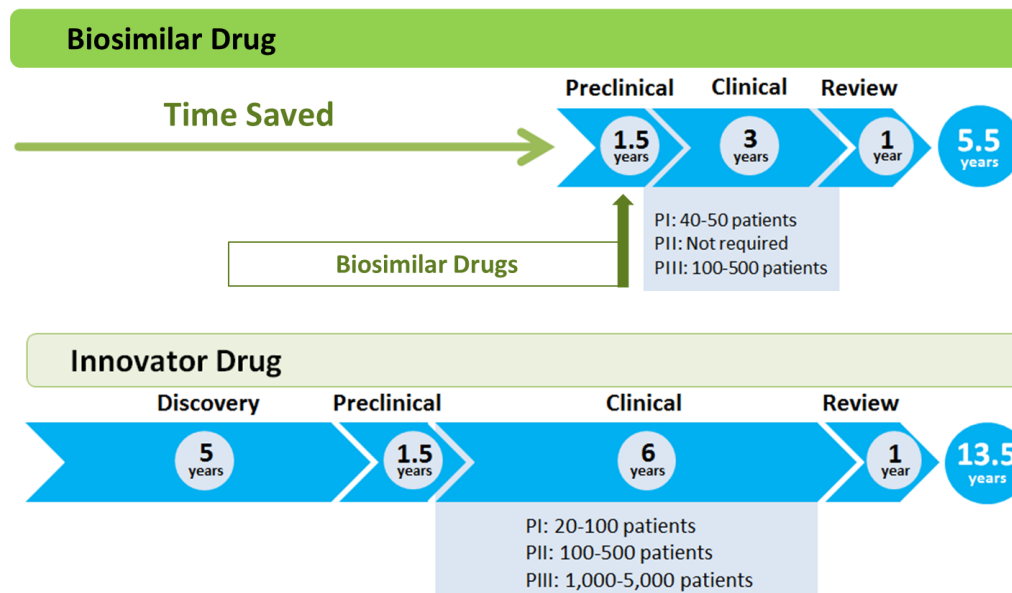 Biosimilar Drug
Preclinical Clinical Review
Time Saved
1.5 years
3 years
1 year
5.5 years
PI: 40-50 patients
PII: Not required
PIII: 100-500 patients
Biosimilar Drugs
Innovator Drug
Discovery Preclinical Clinical Review
5 years
1.5 years
6 years
1 year
13.5 years
PI: 20-100 patients
PII: 100-500 patients
PIII: 1,000-5,000 patients